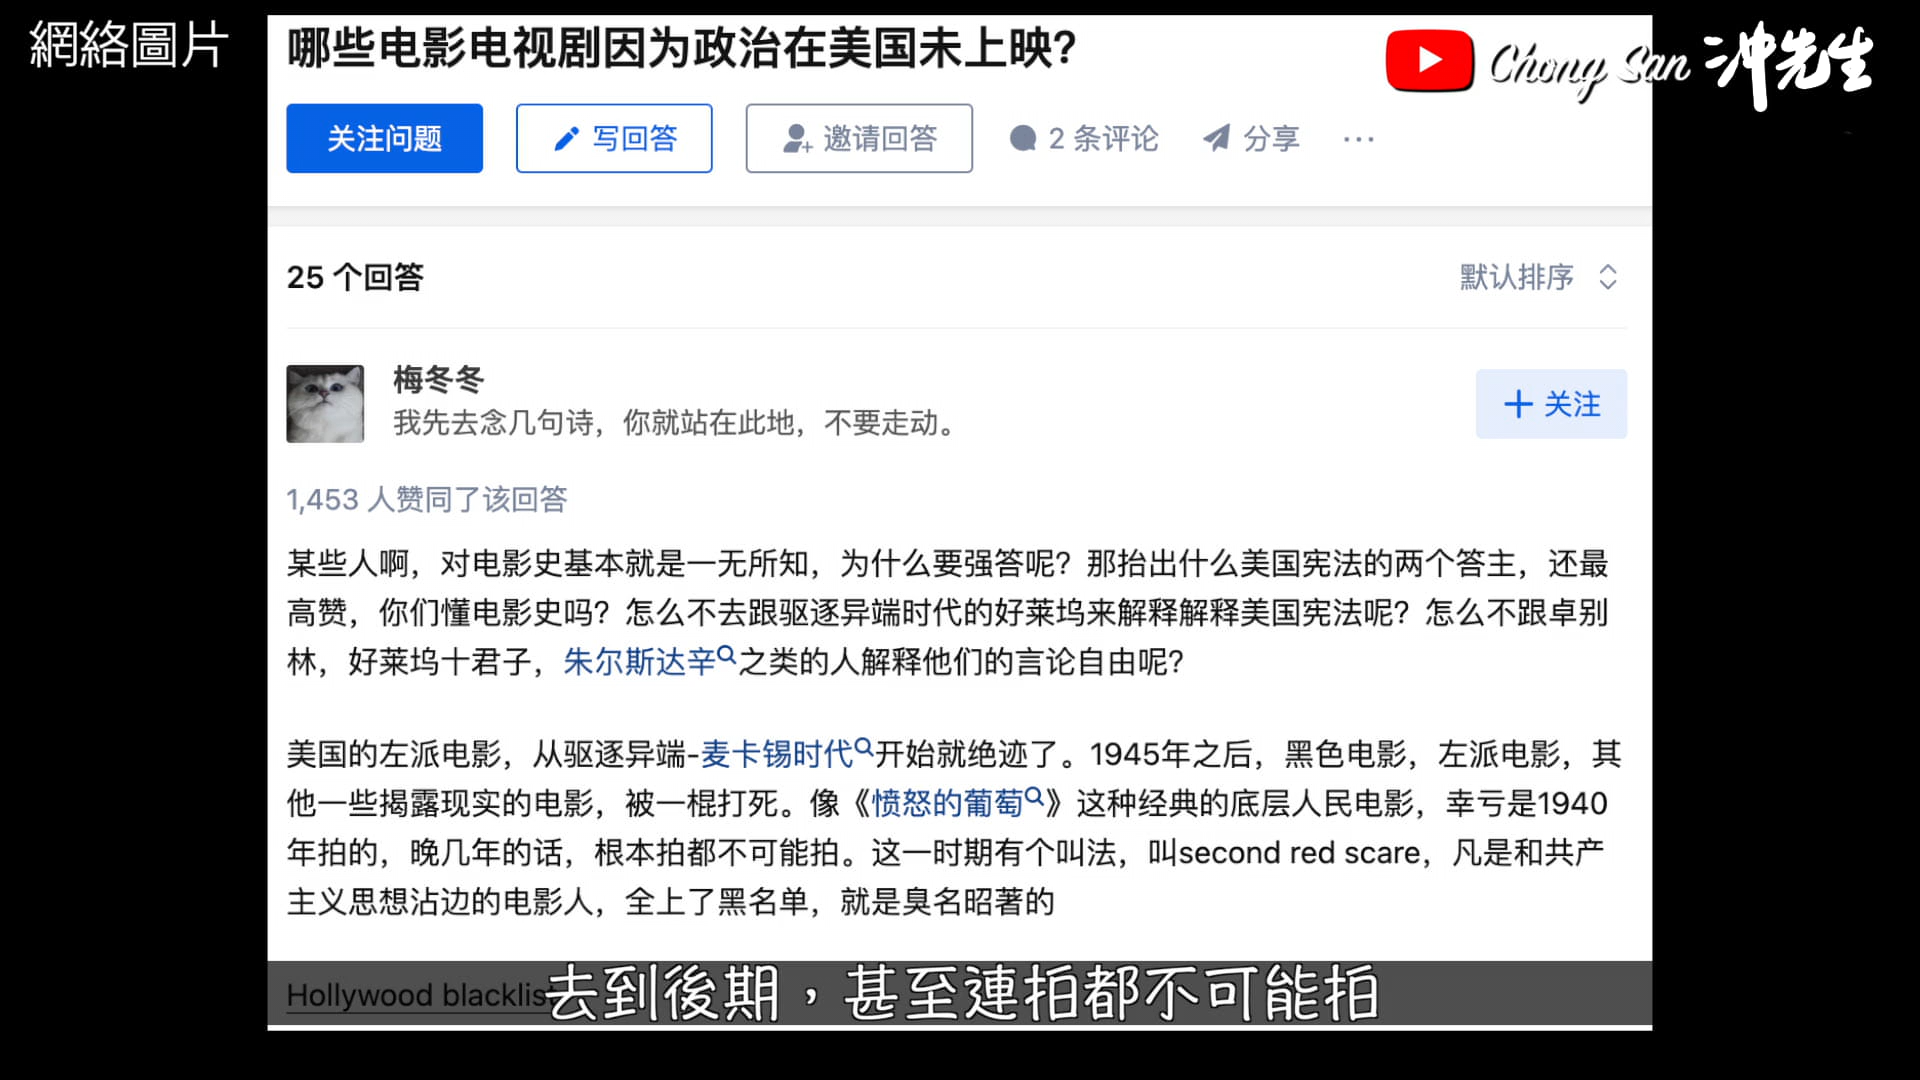 網絡圖片
哪些电影电视剧因为政治在美国未上映?
Chong San 沖先生
关注问题
写回答
邀请回答
2 条评论
分享
25 个回答
默认排序
梅冬冬
我先去念几句诗，你就站在此地，不要走动。
+ 关注
1,453 人赞同了该回答
某些人啊，对电影史基本就是一无所知，为什么要强答呢？那抬出什么美国宪法的两个答主，还最
高赞，你们懂电影史吗？怎么不去跟驱逐异端时代的好莱坞来解释解释美国宪法呢？怎么不跟卓别
林，好莱坞十君子，朱尔斯达辛之类的人解释他们的言论自由呢？
美国的左派电影，从驱逐异端-麦卡锡时代开始就绝迹了。1945年之后，黑色电影，左派电影，其
他一些揭露现实的电影，被一棍打死。像《愤怒的葡萄》这种经典的底层人民电影，幸亏是1940
年拍的，晚几年的话，根本拍都不可能拍。这一时期有个叫法，叫second red scare，凡是和共产
主义思想沾边的电影人，全上了黑名单，就是臭名昭著的
Hollywood blacklist
去到後期，甚至連拍都不可能拍